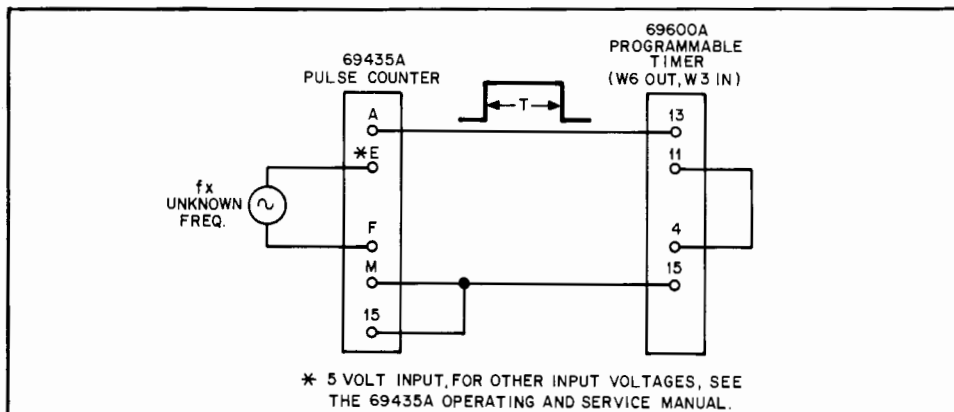 69435A
PULSE COUNTER
69600A
PROGRAMMABLE
TIMER
(W6 OUT, W3 IN)
T
A
13
*E
11
fx
UNKNOWN
FREQ.
F
4
M
15
15
* 5 VOLT INPUT, FOR OTHER INPUT VOLTAGES, SEE
THE 69435A OPERATING AND SERVICE MANUAL.